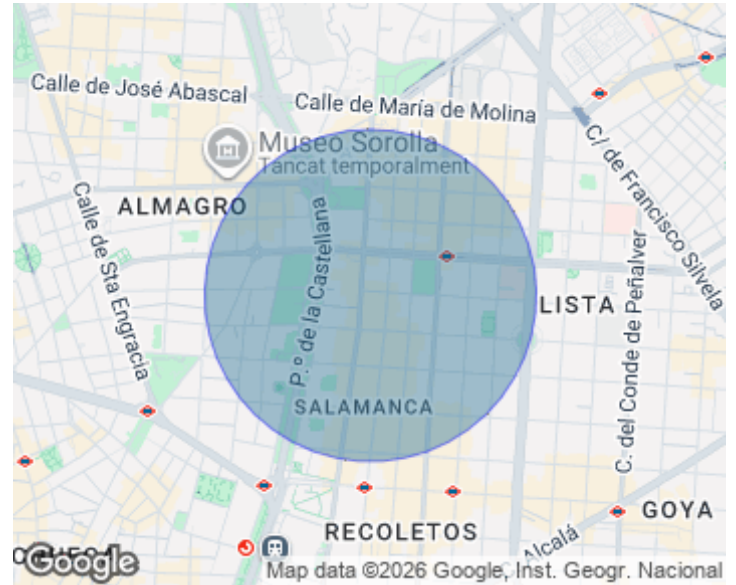 Calle de José Abascal
Calle de María de Molina
Museo Sorolla
Tancat temporalment
C/ de Francisco Silvela
ALMAGRO
Calle de Sta Engracia
P.º de la Castellana
C. del Conde de Peñalver
LISTA
SALAMANCA
GOYA
RECOLETOS
Alcalá
Google
Map data ©2026 Google, Inst. Geogr. Nacional